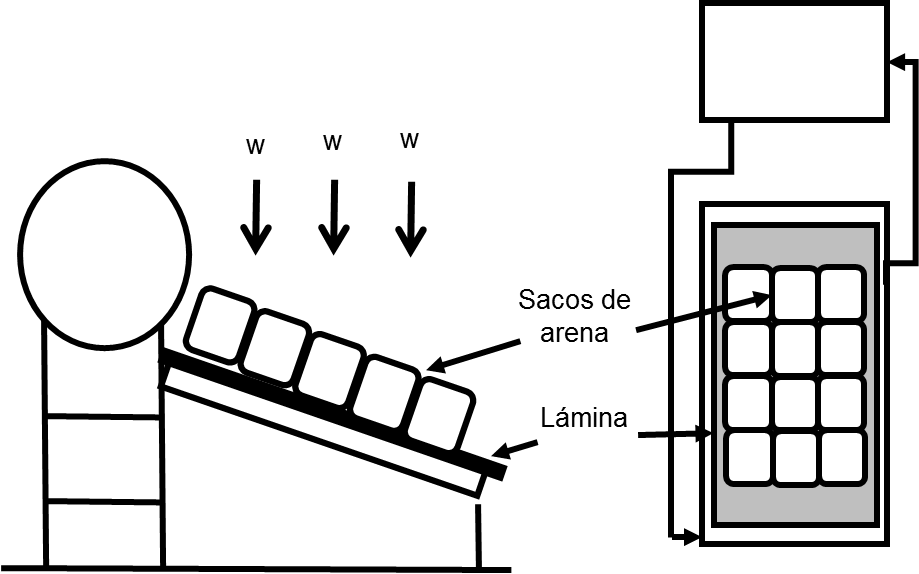 w w w
Sacos de
arena
Lámina